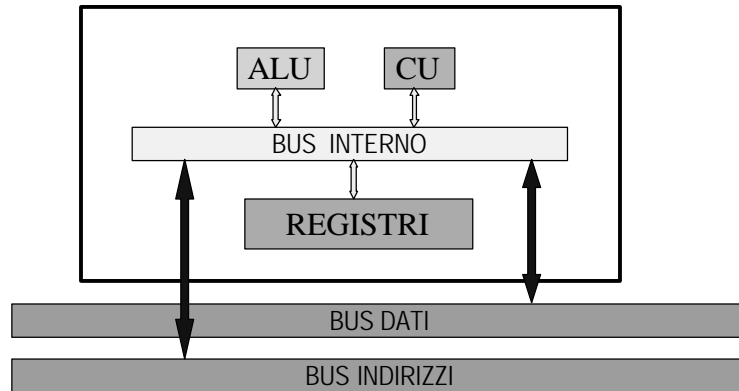 ALU
CU
BUS INTERNO
REGISTRI
BUS DATI
BUS INDIRIZZI